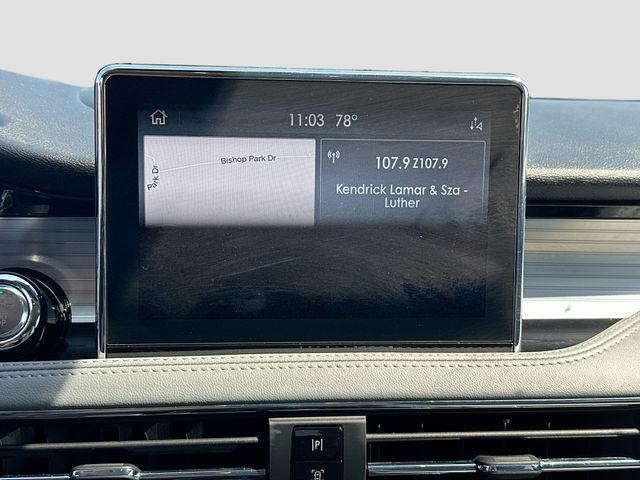 11:03 78°
Bishop Park Dr
Park Dr
107.9 Z107.9
Kendrick Lamar & Sza -
Luther
P